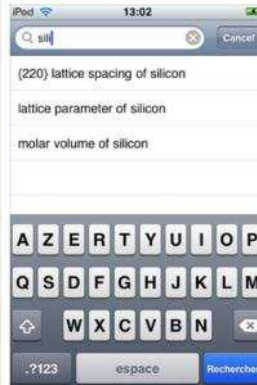 iPod 13:02
sili Cancel
(220) lattice spacing of silicon
lattice parameter of silicon
molar volume of silicon
A Z E R T Y U I O P
Q S D F G H J K L M
W X C V B N
.?123 espace Rechercher